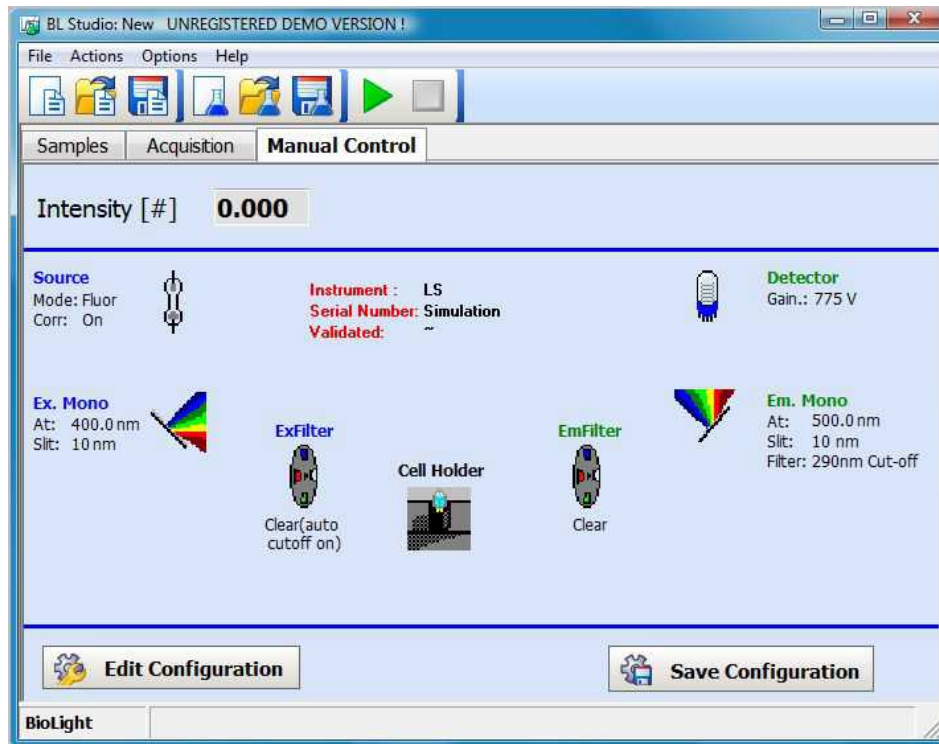 BL Studio: New   UNREGISTERED DEMO VERSION !
File   Actions   Options   Help
Samples   Acquisition   Manual Control
Intensity [#]   0.000
Source
Mode: Fluor
Corr:  On
Instrument :   LS
Serial Number: Simulation
Validated:   ~
Detector
Gain.: 775 V
Ex. Mono
At:   400.0 nm
Slit:  10 nm
ExFilter
Clear(auto
cutoff on)
Cell Holder
EmFilter
Clear
Em. Mono
At:   500.0 nm
Slit:   10 nm
Filter: 290nm Cut-off
Edit Configuration
Save Configuration
BioLight